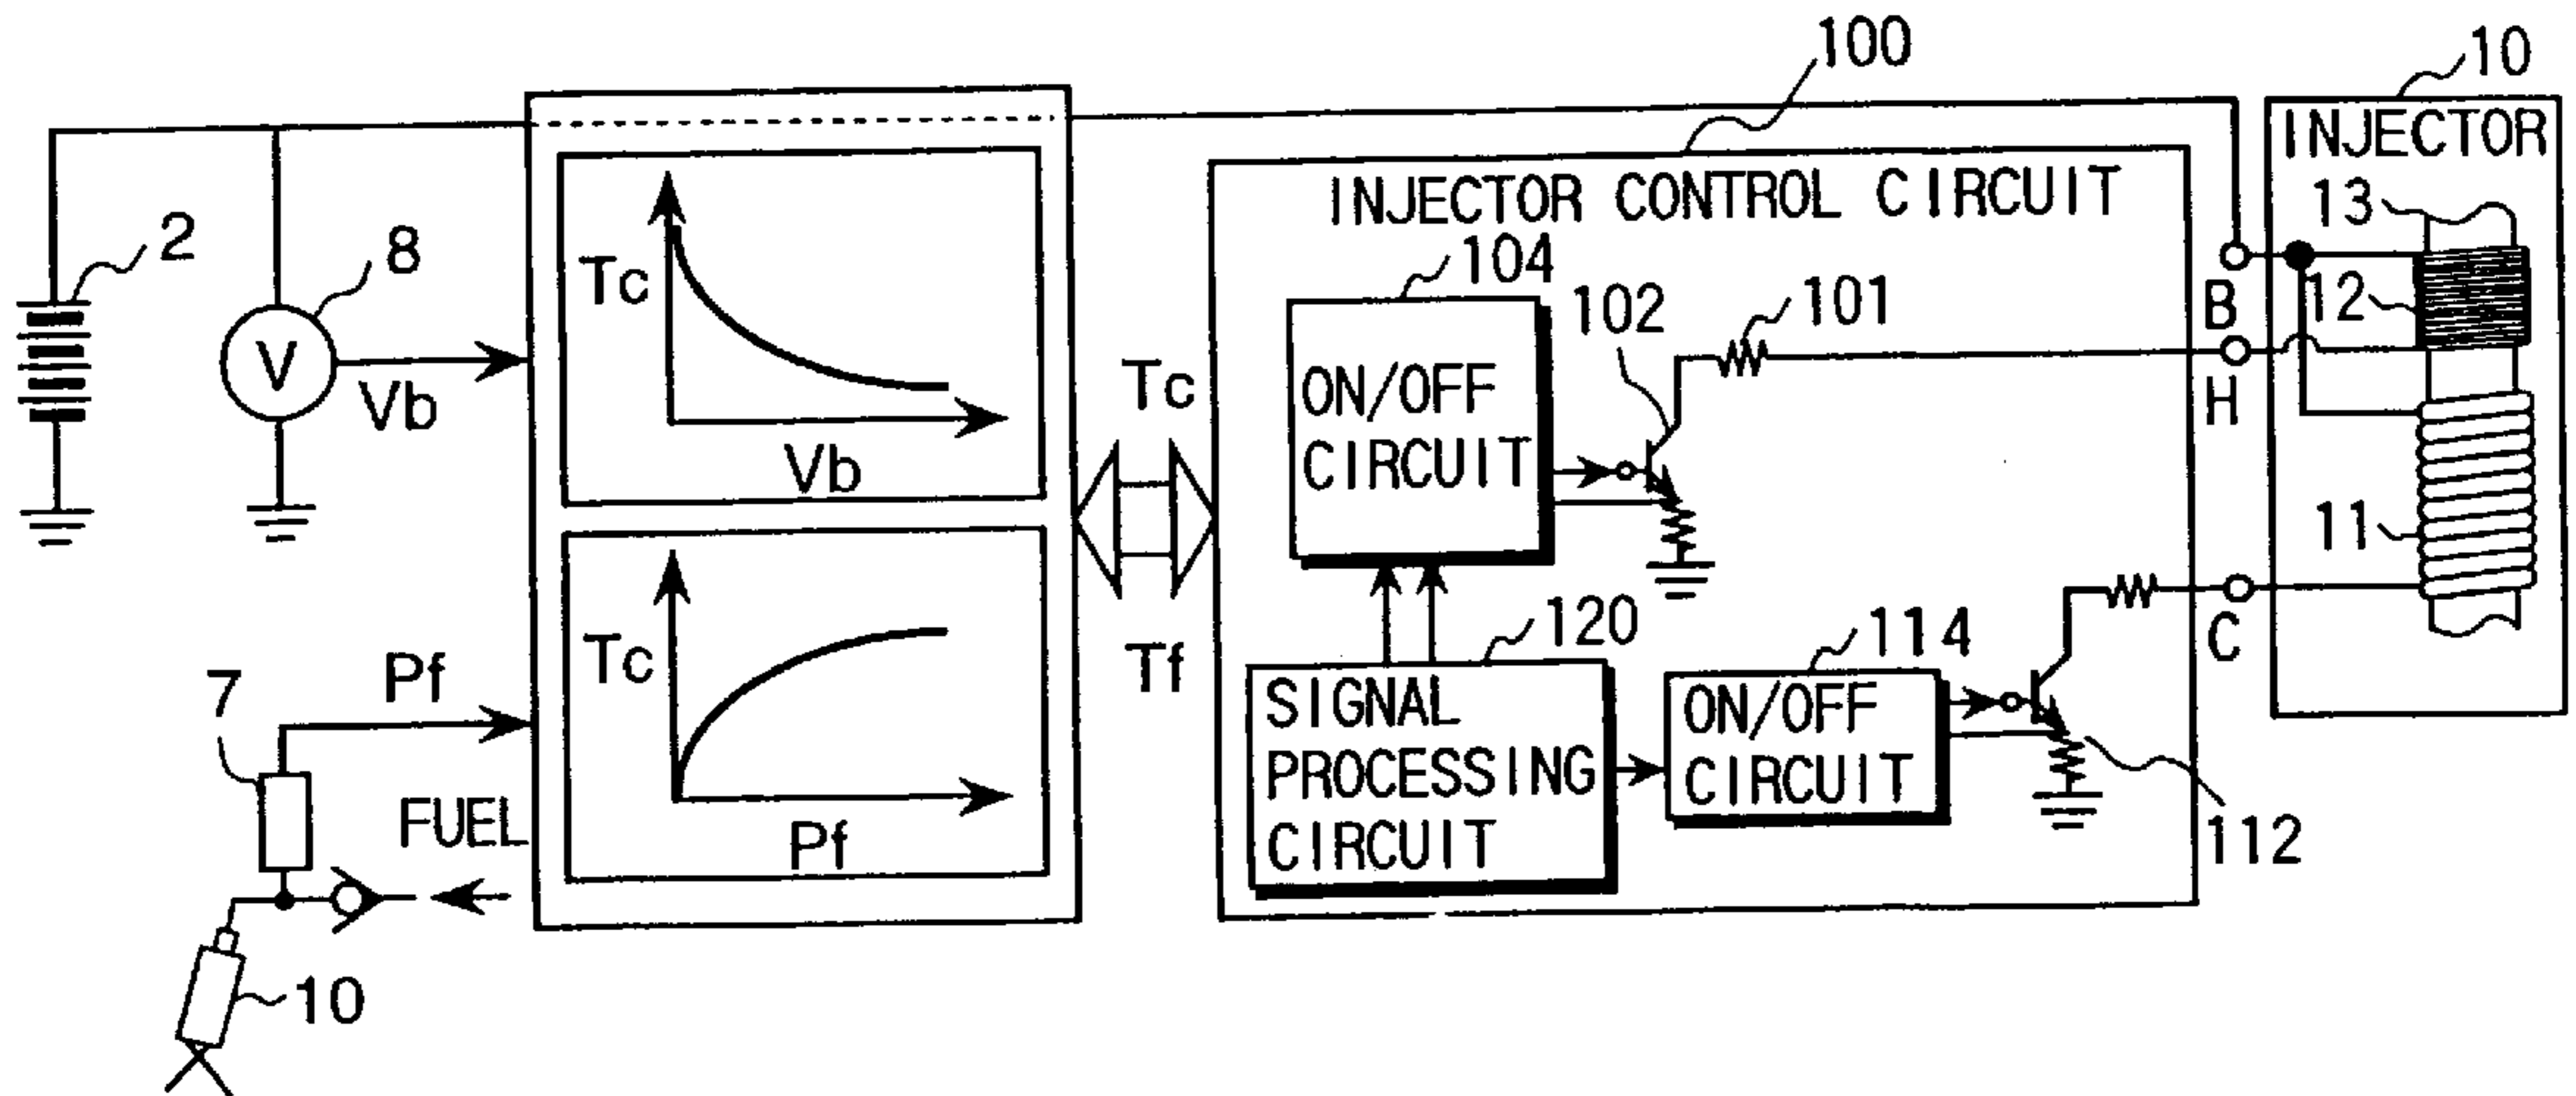 100
10
INJECTOR
13
12
11
B
H
C
2
8
V
Vb
Tc
Vb
Tc
Pf
Pf
7
FUEL
10
Tc
Tf
INJECTOR CONTROL CIRCUIT
104
102
101
ON/OFF
CIRCUIT
120
SIGNAL
PROCESSING
CIRCUIT
114
ON/OFF
CIRCUIT
112